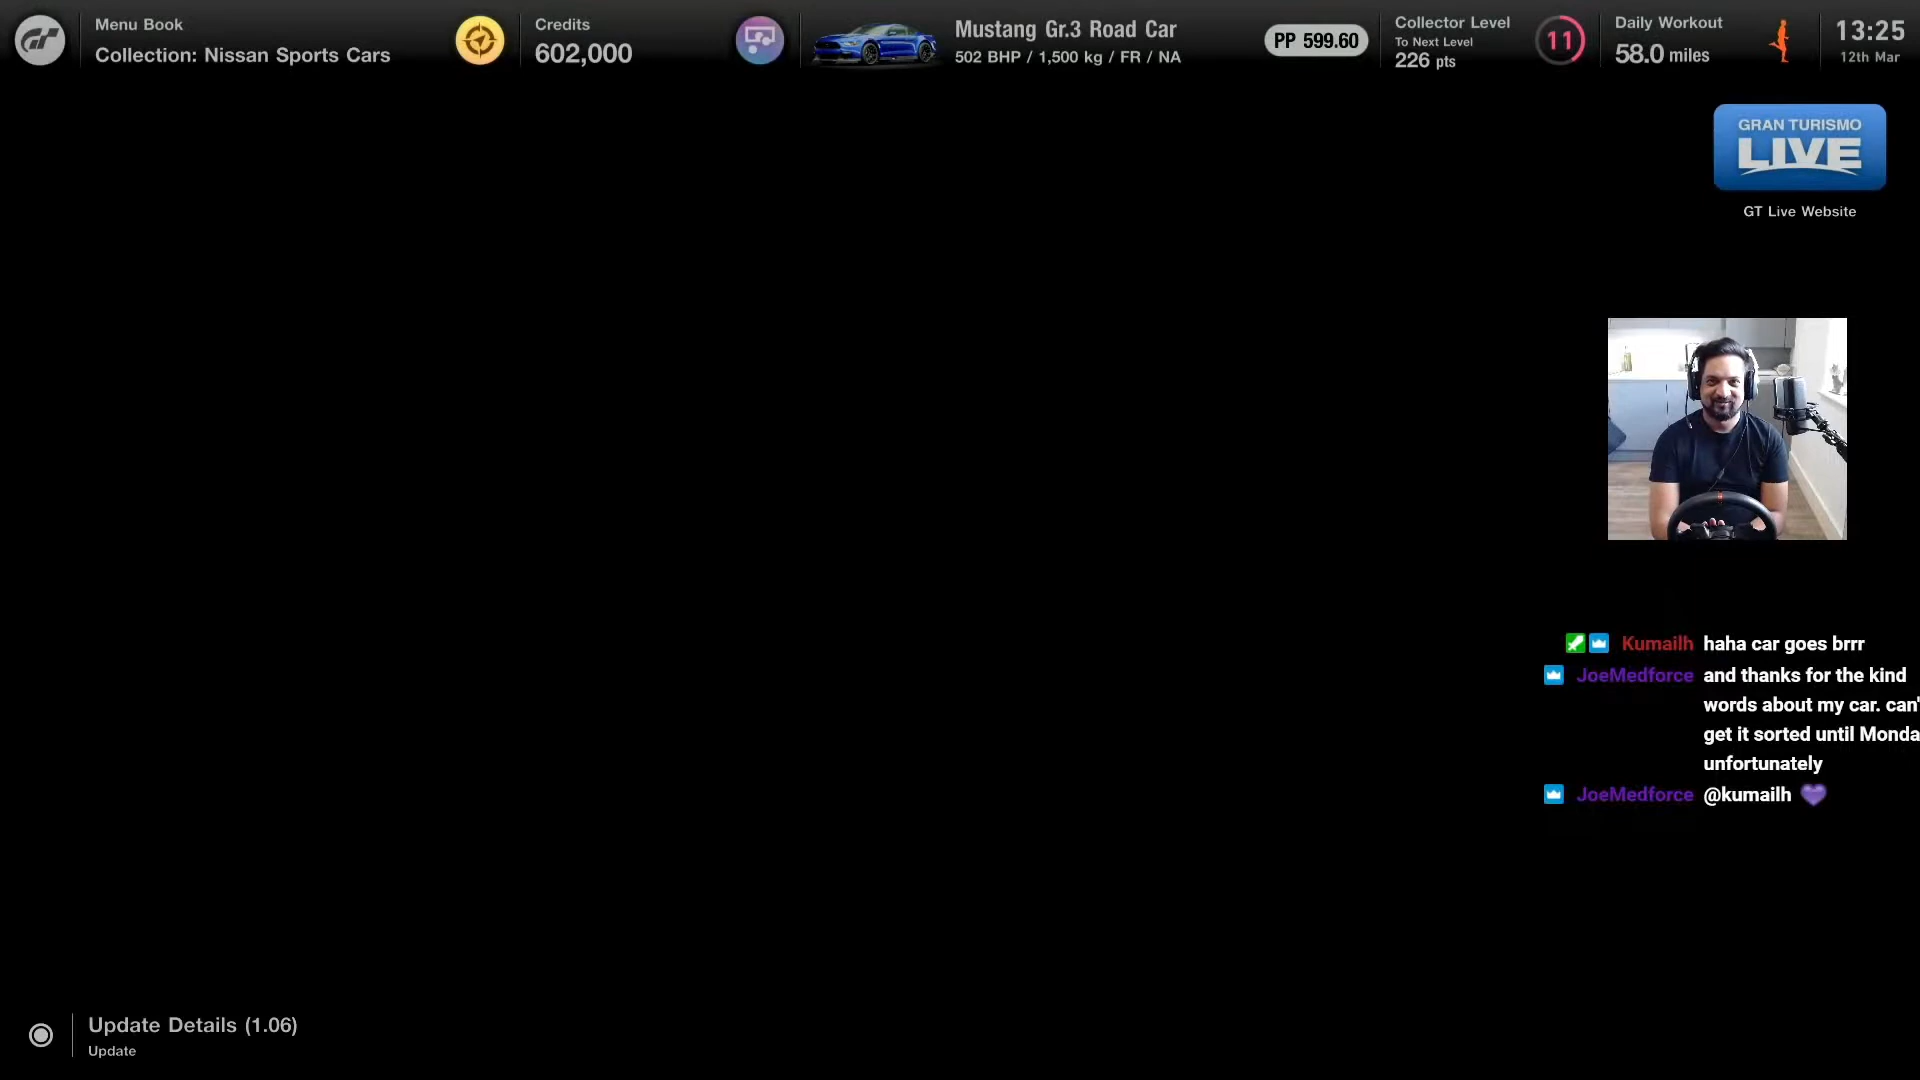 Menu Book
Collection: Nissan Sports Cars
Credits
602,000
Mustang Gr.3 Road Car
502 BHP / 1,500 kg / FR / NA
PP 599.60
Collector Level
To Next Level
226 pts
11
Daily Workout
58.0 miles
13:25
12th Mar
GRAN TURISMO
LIVE
GT Live Website
Kumailh haha car goes brrr
JoeMedforce and thanks for the kind
words about my car. can'
get it sorted until Monda
unfortunately
JoeMedforce @kumailh
Update Details (1.06)
Update